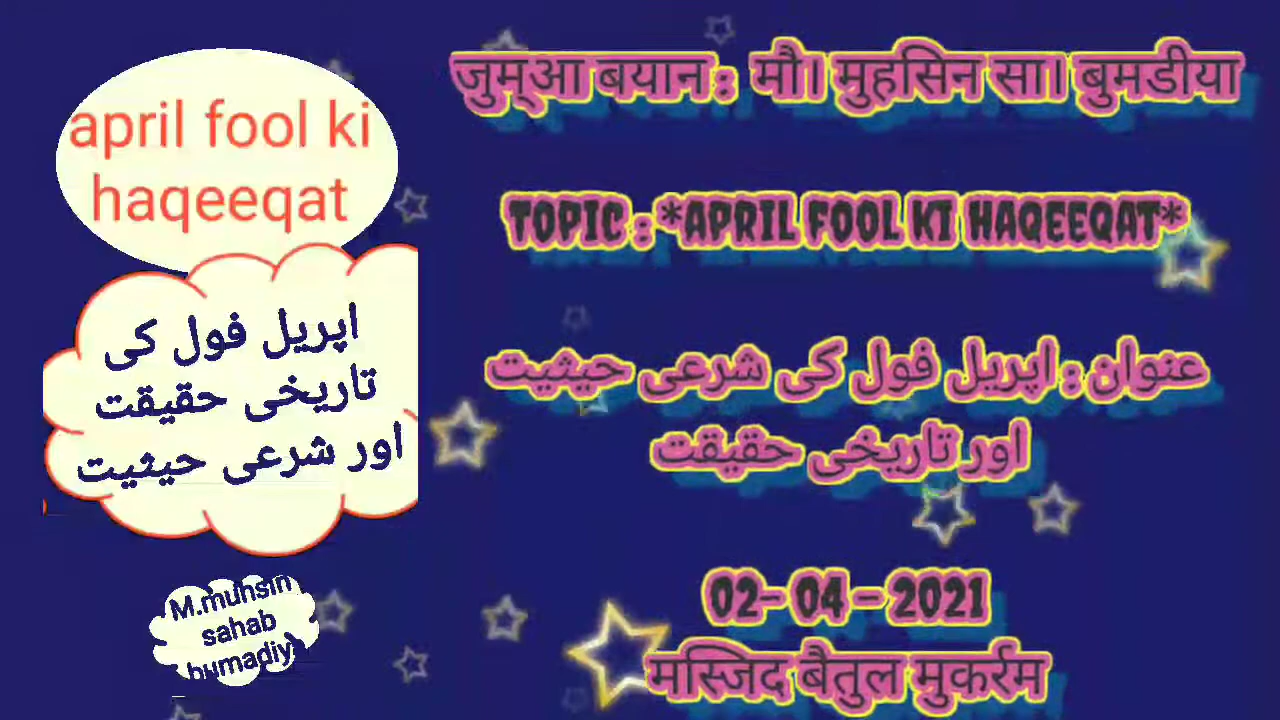 april fool ki
haqeeqat
اپریل فول کی
تاریخی حقیقت
اور شرعی حیثیت
M.muhsin
sahab
bumadiy
जुम्आ बयान : मौ। मुहसिन सा। बुमडीया
TOPIC : *APRIL FOOL KI HAQEEQAT*
عنوان : اپریل فول کی شرعی حیثیت
اور تاریخی حقیقت
02- 04 - 2021
मस्जिद बैतुल मुकर्रम